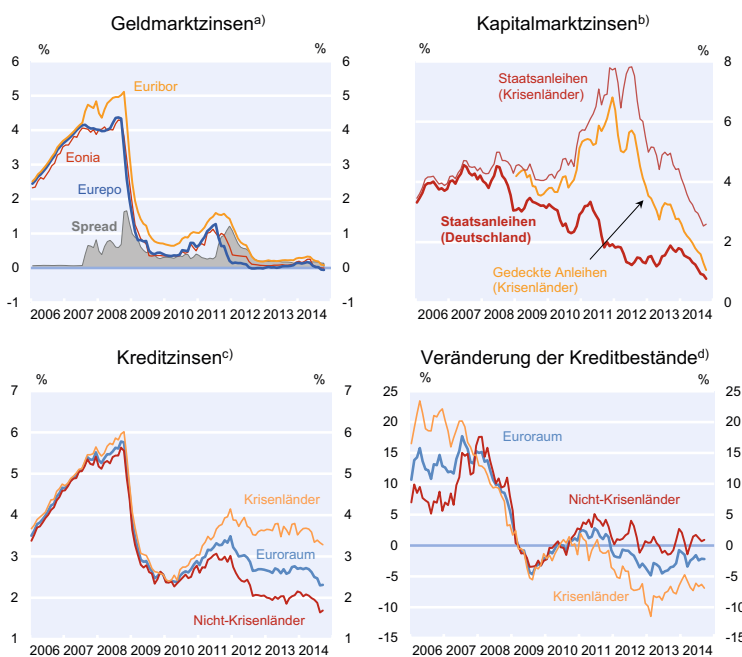 Geldmarktzinsen a)
% %
6 6
5 5
4 4
3 3
2 2
1 1
0 0
-1 -1
Euribor
Eonia
Eurepo
Spread
2006 2007 2008 2009 2010 2011 2012 2013 2014
Kapitalmarktzinsen b)
% %
8
6
4
2
0
Staatsanleihen
(Krisenländer)
Staatsanleihen
(Deutschland)
Gedeckte Anleihen
(Krisenländer)
2006 2007 2008 2009 2010 2011 2012 2013 2014
Kreditzinsen c)
% %
7 7
6 6
5 5
4 4
3 3
2 2
1 1
Krisenländer
Euroraum
Nicht-Krisenländer
2006 2007 2008 2009 2010 2011 2012 2013 2014
Veränderung der Kreditbestände d)
% %
25 25
20 20
15 15
10 10
5 5
0 0
-5 -5
-10 -10
-15 -15
Euroraum
Nicht-Krisenländer
Krisenländer
2006 2007 2008 2009 2010 2011 2012 2013 2014